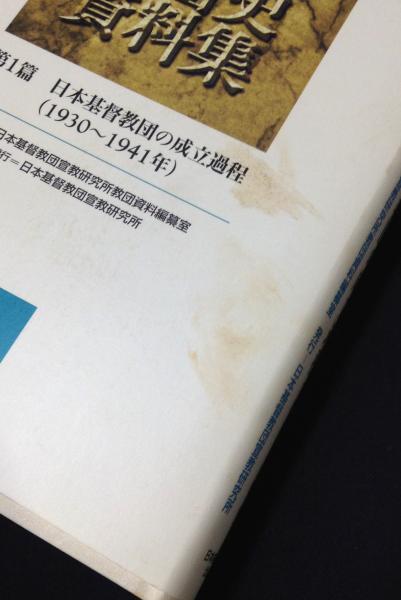 史
資料集
第1篇 日本基督教団の成立過程
(1930～1941年)
日本基督教団宣教研究所教団資料編纂室
行＝日本基督教団宣教研究所